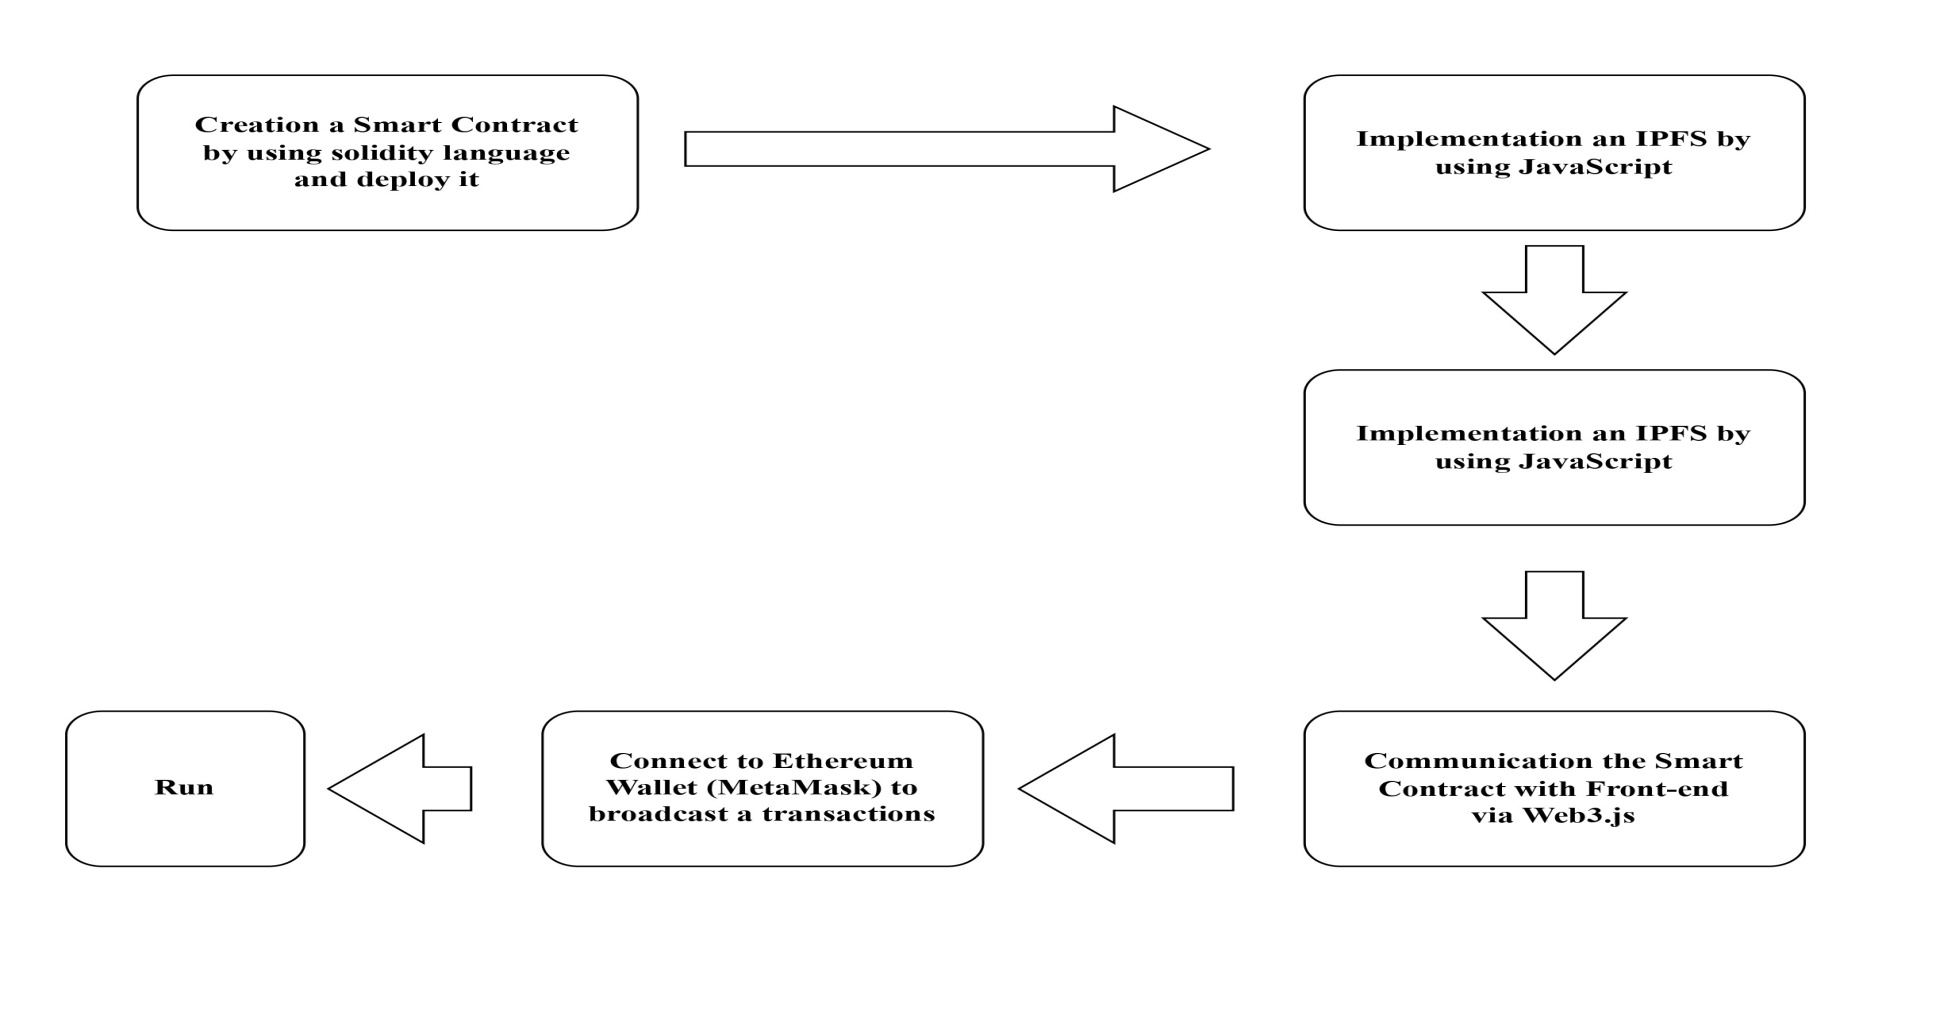 Creation a Smart Contract
by using solidity language
and deploy it
Implementation an IPFS by
using JavaScript
Implementation an IPFS by
using JavaScript
Communication the Smart
Contract with Front-end
via Web3.js
Connect to Ethereum
Wallet (MetaMask) to
broadcast a transactions
Run